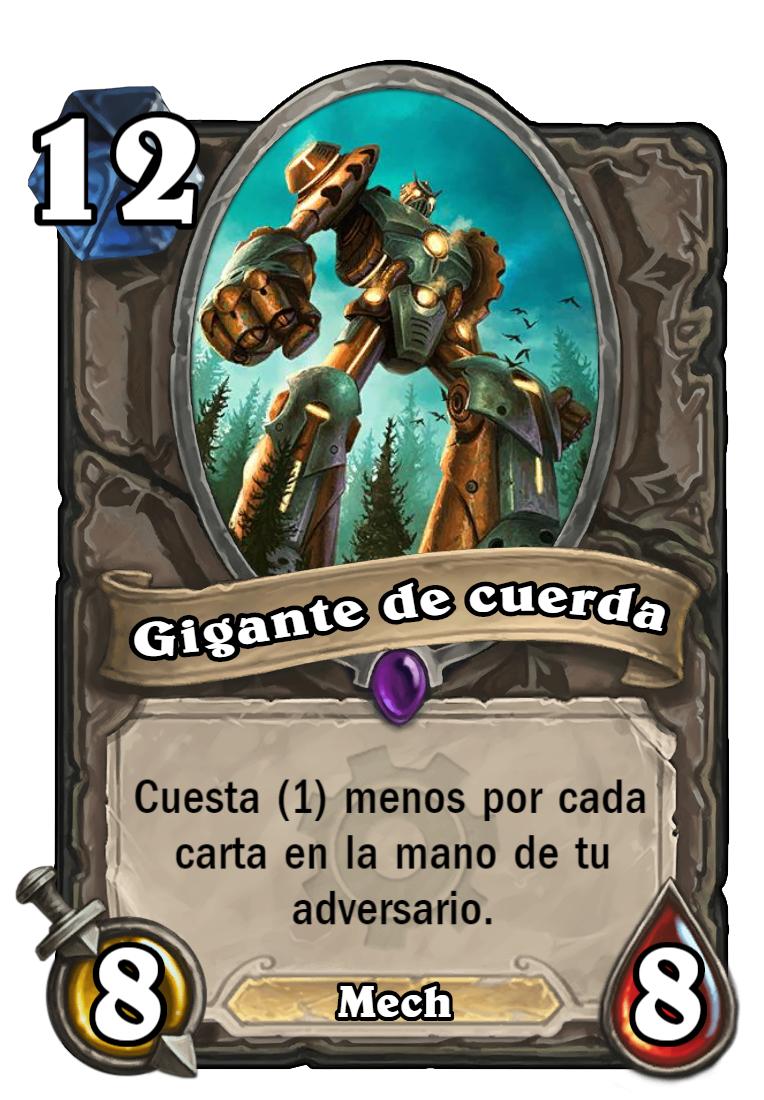 12
Gigante de cuerda
Cuesta (1) menos por cada
carta en la mano de tu
adversario.
8
Mech
8